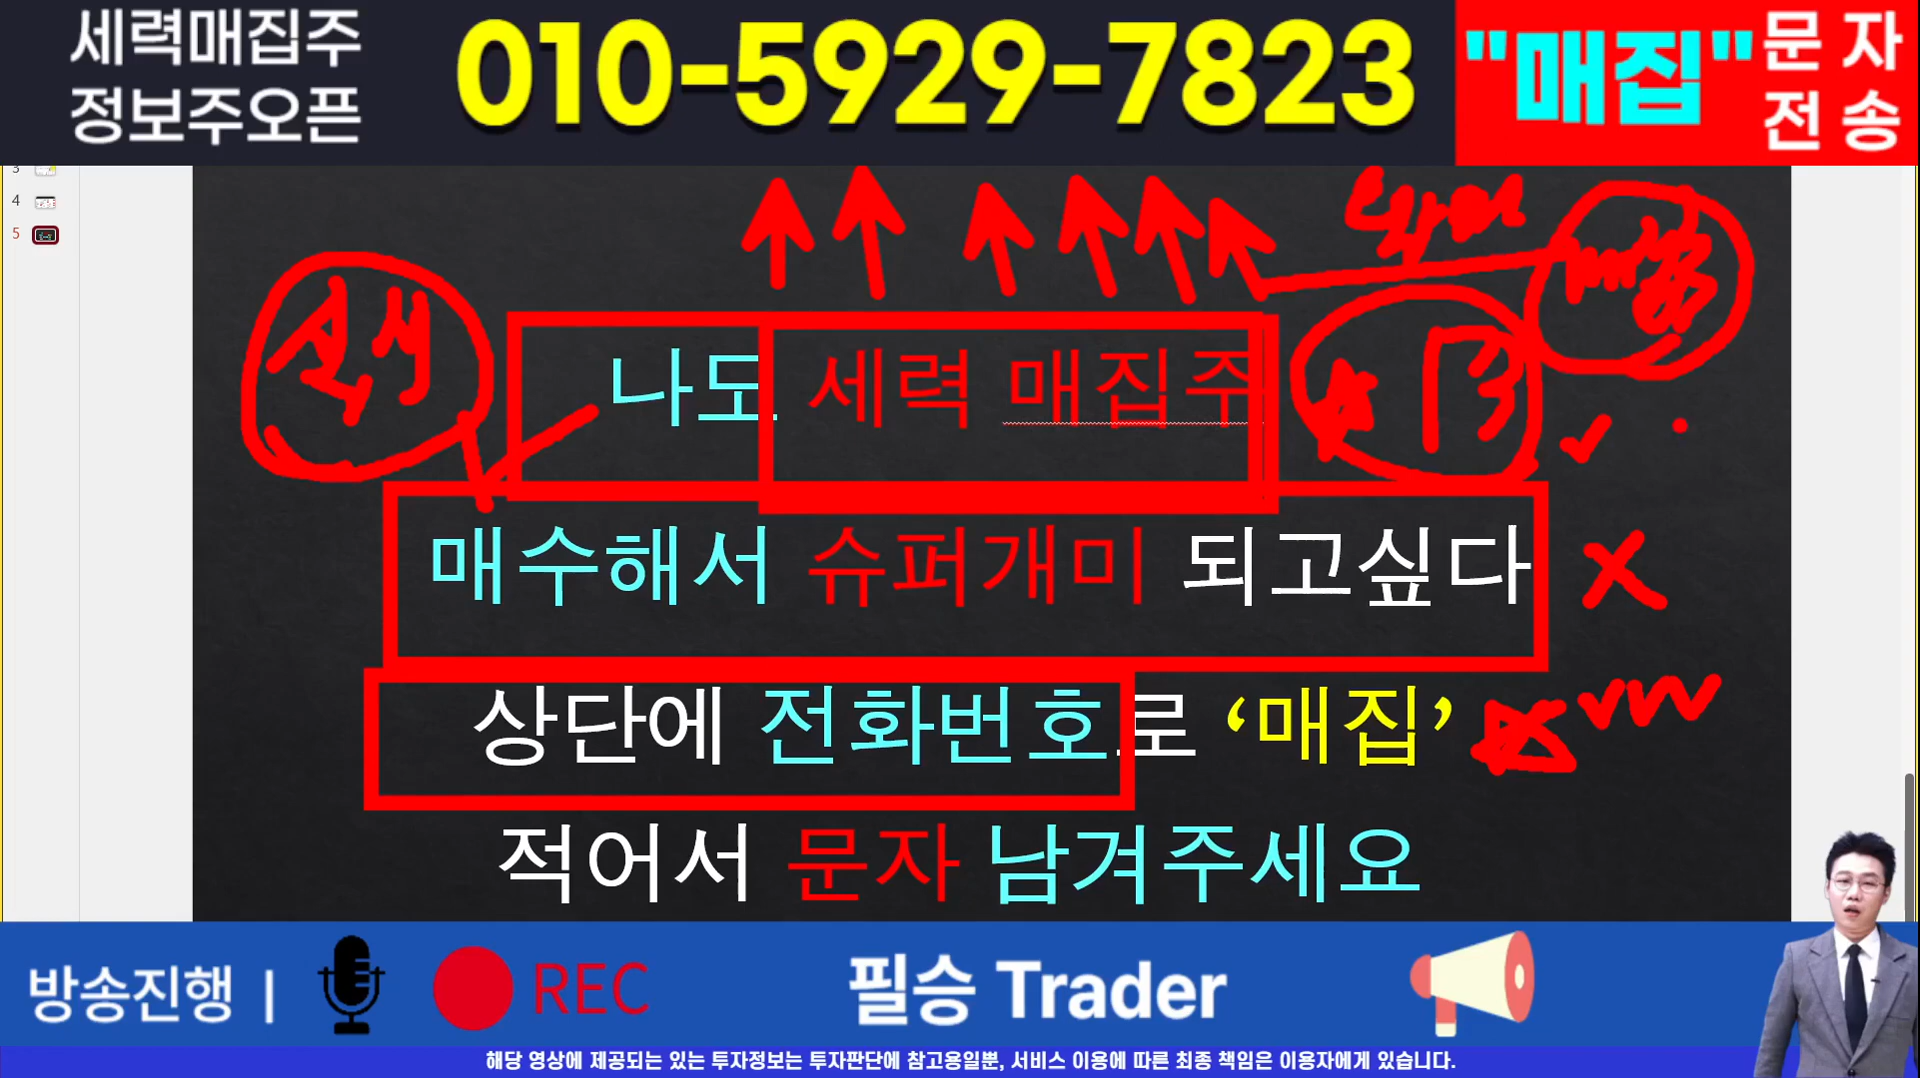 세력매집주
정보주오픈
010-5929-7823
"매집"
문자
전송
3
4
5
나도 세력 매집주
매수해서 슈퍼개미 되고싶다
상단에 전화번호로 ‘매집’
적어서 문자 남겨주세요
방송진행 |
REC
필승 Trader
해당 영상에 제공되는 있는 투자정보는 투자판단에 참고용일뿐, 서비스 이용에 따른 최종 책임은 이용자에게 있습니다.